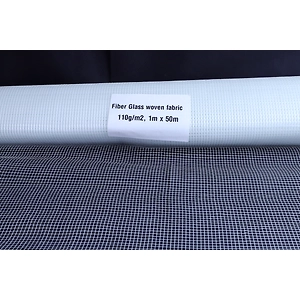 Fiber Glass woven fabric
110g/m2, 1m x 50m